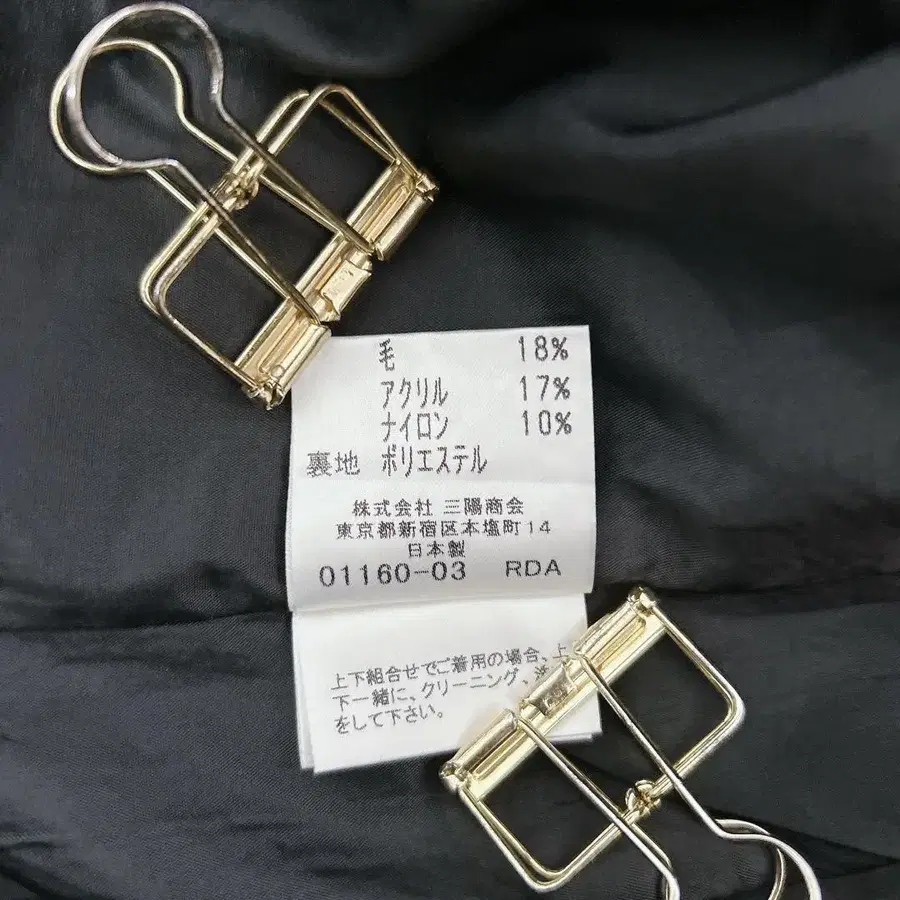 毛 18%
アクリル 17%
ナイロン 10%
裏地 ポリエステル
株式会社 三陽商会
東京都新宿区本塩町14
日本製
01160-03 RDA
上下組合せでご着用の場合、上
下一緒に、クリーニング、洗
をして下さい。